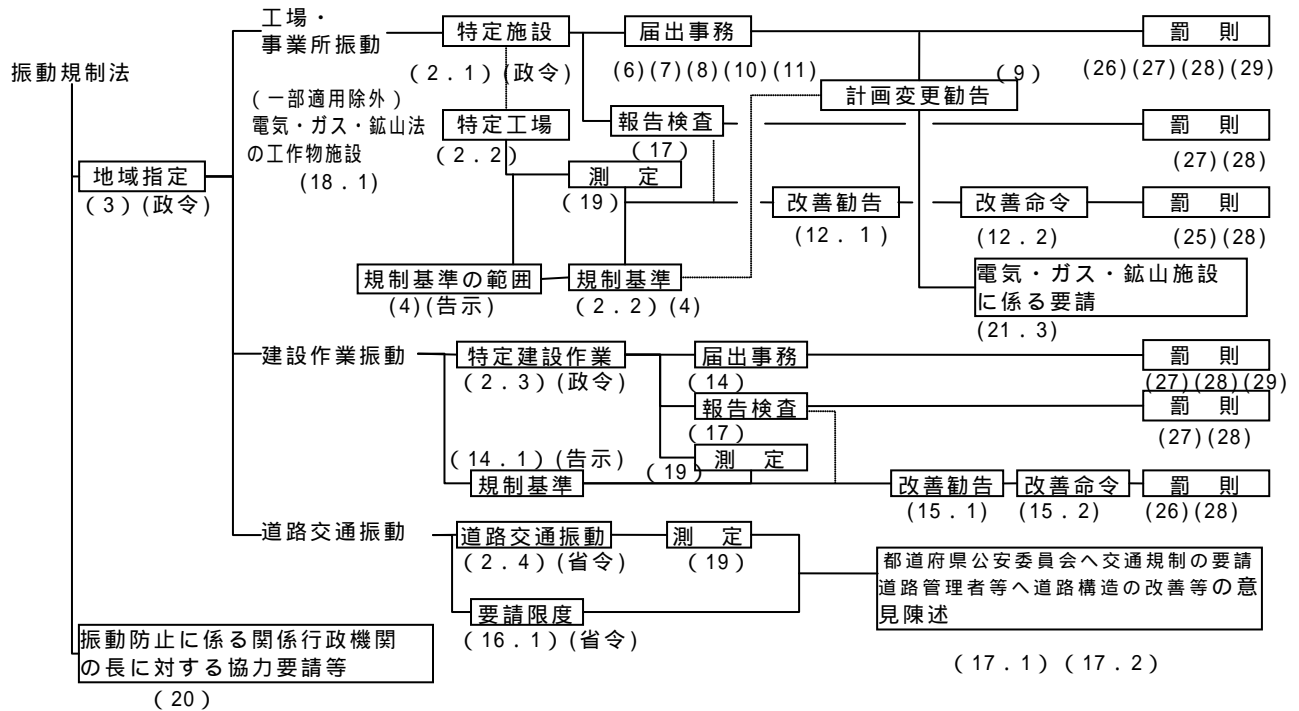 振動規制法
地域指定
(3)(政令)
工場・
事業所振動
(一部適用除外)
電気・ガス・鉱山法
の工作物施設
(18.1)
特定施設
(2.1)(政令)
特定工場
(2.2)
届出事務
(6)(7)(8)(10)(11)
報告検査
(17)
測 定
(19)
規制基準の範囲
(4)(告示)
規制基準
(2.2)(4)
(9)
計画変更勧告
改善勧告
(12.1)
改善命令
(12.2)
電気・ガス・鉱山施設
に係る要請
(21.3)
罰 則
(26)(27)(28)(29)
罰 則
(27)(28)
罰 則
(25)(28)
建設作業振動
特定建設作業
(2.3)(政令)
届出事務
(14)
罰 則
(27)(28)(29)
報告検査
(17)
罰 則
(27)(28)
測 定
(19)
(14.1)(告示)
規制基準
改善勧告
(15.1)
改善命令
(15.2)
罰 則
(26)(28)
道路交通振動
道路交通振動
(2.4)(省令)
測 定
(19)
要請限度
(16.1)(省令)
都道府県公安委員会へ交通規制の要請
道路管理者等へ道路構造の改善等の意
見陳述
(17.1)(17.2)
振動防止に係る関係行政機関
の長に対する協力要請等
(20)